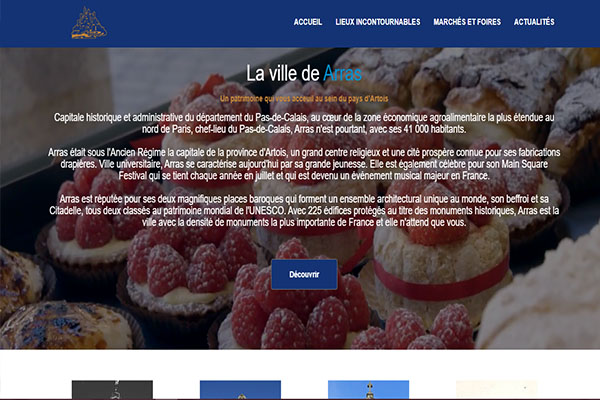 ACCUEIL LIEUX INCONTOURNABLES MARCHÉS ET FOIRES ACTUALITÉS
La ville de Arras
Un patrimoine qui vous acceuil au sein du pays d'Artois
Capitale historique et administrative du département du Pas-de-Calais, au cœur de la zone économique agroalimentaire la plus étendue au
nord de Paris, chef-lieu du Pas-de-Calais, Arras n'est pourtant, avec ses 41 000 habitants.
Arras était sous l'Ancien Régime la capitale de la province d'Artois, un grand centre religieux et une cité prospère connue pour ses fabrications
drapières. Ville universitaire, Arras se caractérise aujourd'hui par sa grande jeunesse. Elle est également célèbre pour son Main Square
Festival qui se tient chaque année en juillet et qui est devenu un évènement musical majeur en France.
Arras est réputée pour ses deux magnifiques places baroques qui forment un ensemble architectural unique au monde, son beffroi et sa
Citadelle, tous deux classés au patrimoine mondial de l'UNESCO. Avec 225 édifices protégés au titre des monuments historiques, Arras est la
ville avec la densité de monuments la plus importante de France et elle n'attend que vous.
Découvrir